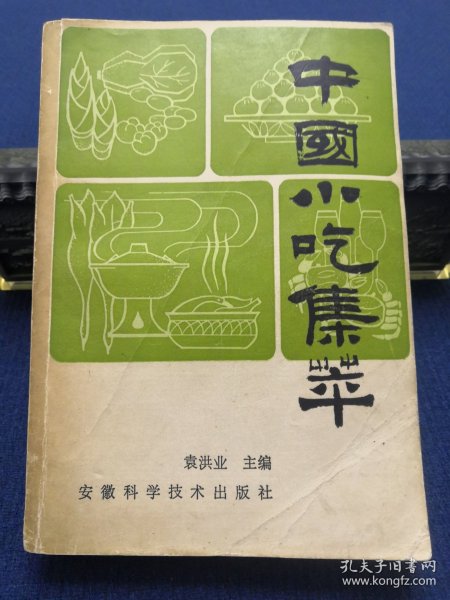 中國小吃集萃
袁洪业 主编
安徽科学技术出版社
孔夫子旧书网
www.kongfz.com